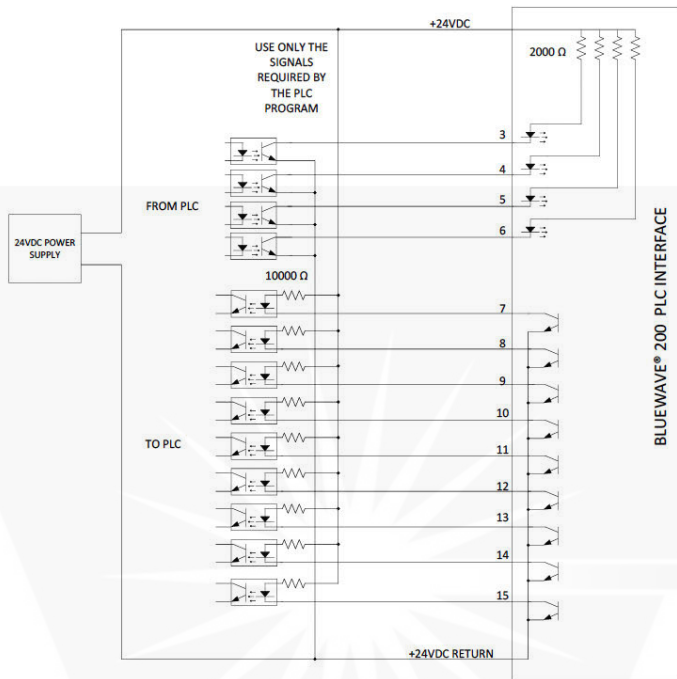 +24VDC
USE ONLY THE
SIGNALS
REQUIRED BY
THE PLC
PROGRAM
2000 Ω
3
4
5
6
FROM PLC
24VDC POWER
SUPPLY
10000 Ω
7
8
9
10
TO PLC
11
12
13
14
15
+24VDC RETURN
BLUEWAVE® 200 PLC INTERFACE